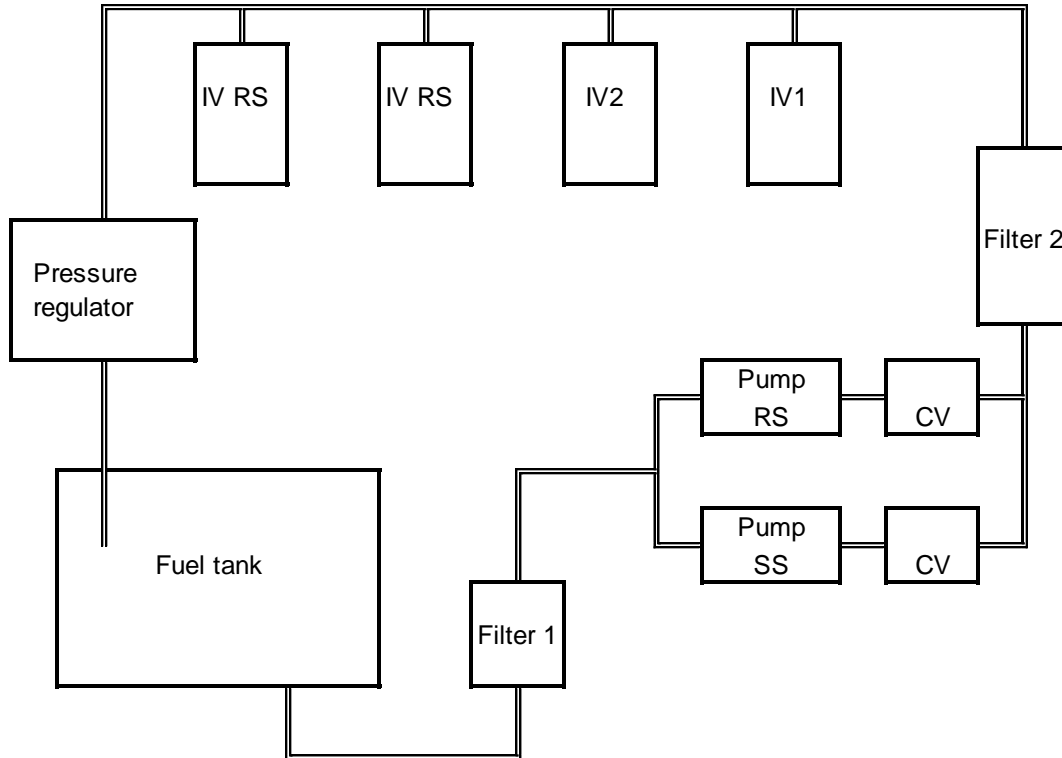 IV RS
IV RS
IV2
IV1
Filter 2
Pressure
regulator
Pump
RS
CV
Pump
SS
CV
Fuel tank
Filter 1